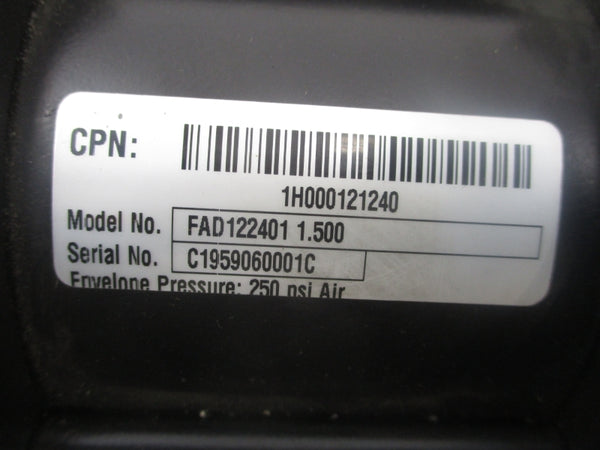 CPN:
1H000121240
Model No. FAD122401 1.500
Serial No. C1959060001C
Envelope Pressure: 250 psi Air